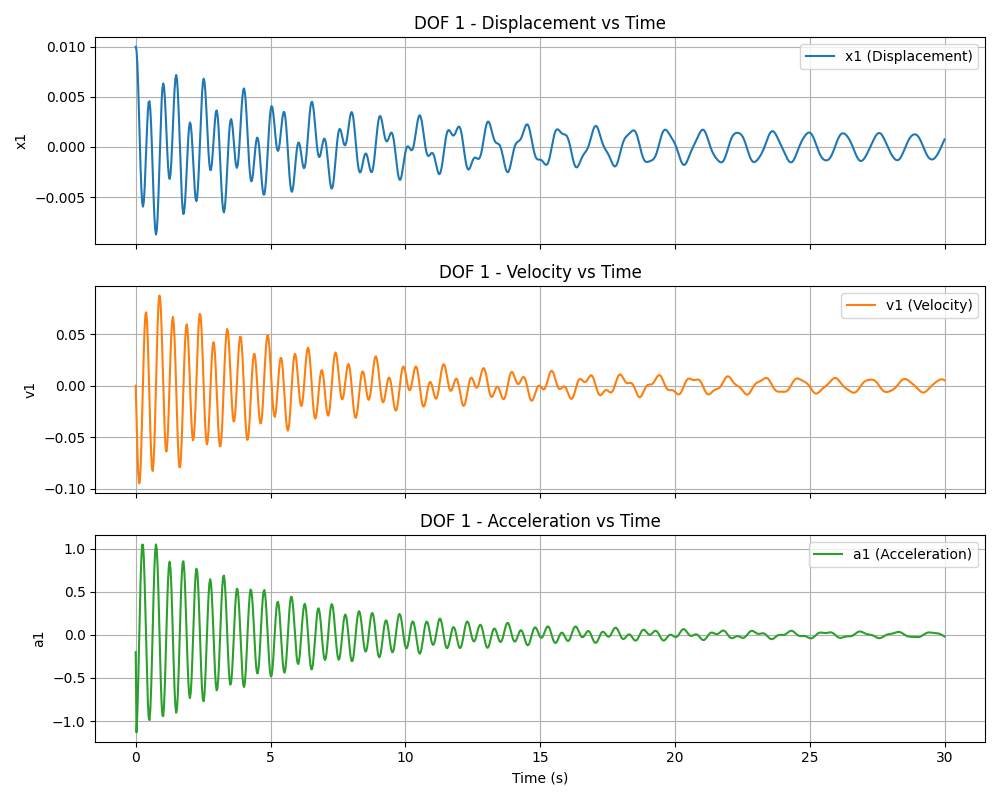 DOF 1 - Displacement vs Time
x1 (Displacement)
0.010
0.005
0.000
−0.005
x1
DOF 1 - Velocity vs Time
v1 (Velocity)
0.05
0.00
−0.05
−0.10
v1
DOF 1 - Acceleration vs Time
a1 (Acceleration)
1.0
0.5
0.0
−0.5
−1.0
a1
0 5 10 15 20 25 30
Time (s)